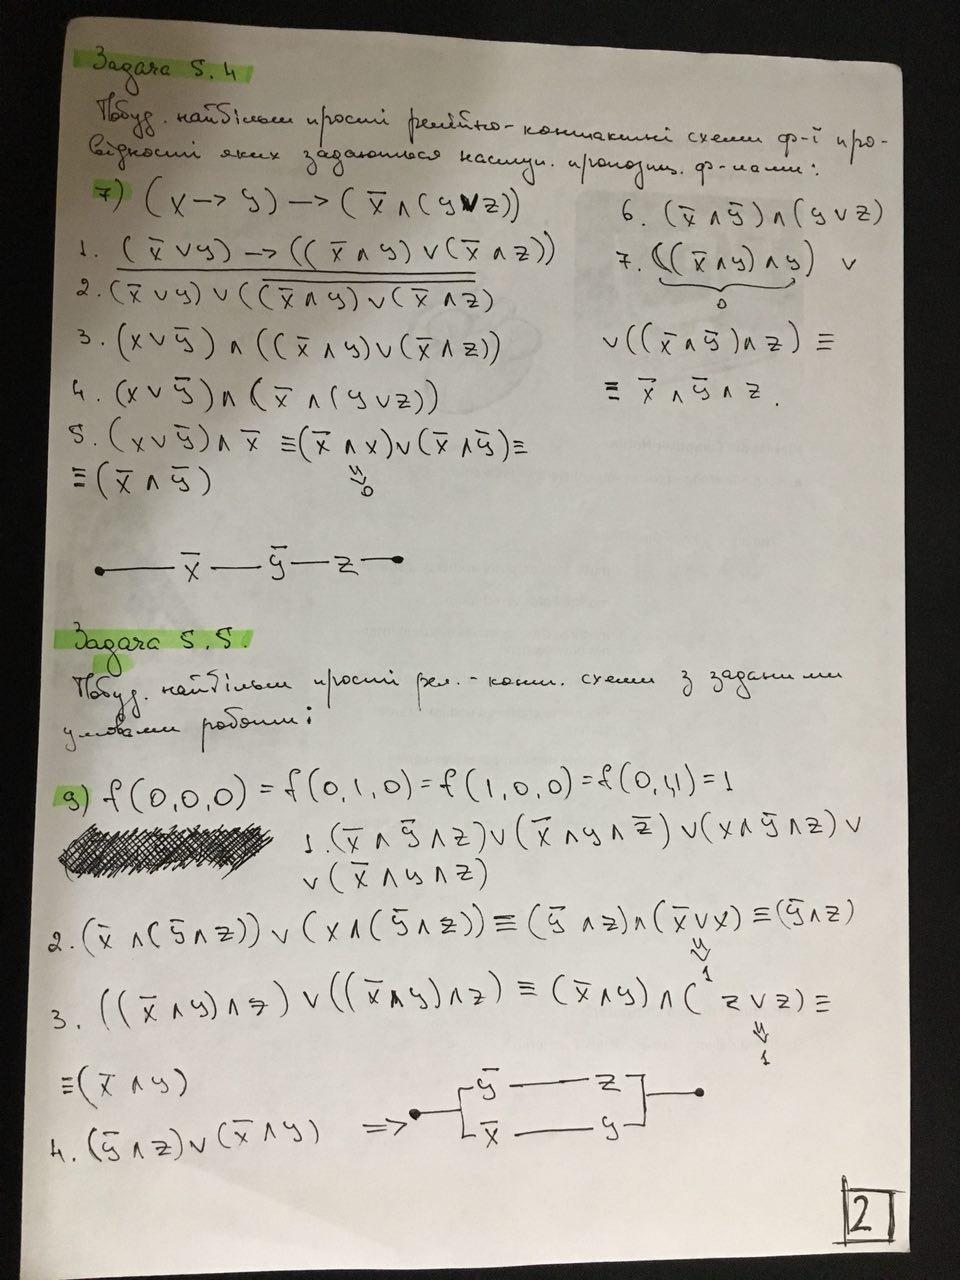 Задача 5.4
Побуд. найбільш прості релейно-контактні схеми ф-ї про-
відності яких задаються наступ. пропозиц. ф-лами:
7) (x → y) → (x̄ ∧ (y ∨ z))
1. (x̄ ∨ y) → ((x̄ ∧ y) ∨ (x̄ ∧ z))
2. (x̄ ∨ y) ∨ ((x̄ ∧ y) ∨ (x̄ ∧ z)
3. (x ∨ ȳ) ∧ ((x̄ ∧ y) ∨ (x̄ ∧ z))
4. (x ∨ ȳ) ∧ (x̄ ∧ (y ∨ z))
5. (x ∨ ȳ) ∧ x̄ ≡ (x̄ ∧ x) ∨ (x̄ ∧ ȳ) ≡
0
≡ (x̄ ∧ ȳ)
6. (x̄ ∧ ȳ) ∧ (y ∨ z)
7. ((x̄ ∧ y) ∧ y) ∨
0
∨ ((x̄ ∧ ȳ) ∧ z) ≡
≡ x̄ ∧ ȳ ∧ z.
x̄ ȳ z
Задача 5.5.
Побуд. найбільш прості рел.-конт. схеми з заданими
умовами роботи:
9) f(0,0,0) = f(0,1,0) = f(1,0,0) = f(0,1,1) = 1
1. (x̄ ∧ ȳ ∧ z) ∨ (x̄ ∧ y ∧ z̄) ∨ (x ∧ ȳ ∧ z) ∨
∨ (x̄ ∧ y ∧ z)
2. (x̄ ∧ (ȳ ∧ z)) ∨ (x ∧ (ȳ ∧ z)) ≡ (ȳ ∧ z) ∧ (x̄ ∨ x) ≡ (ȳ ∧ z)
1
3. ((x̄ ∧ y) ∧ z) ∨ ((x̄ ∧ y) ∧ z) ≡ (x̄ ∧ y) ∧ (z ∨ z) ≡
1
≡ (x̄ ∧ y)
4. (ȳ ∧ z) ∨ (x̄ ∧ y) =>
ȳ z
x̄ y
2